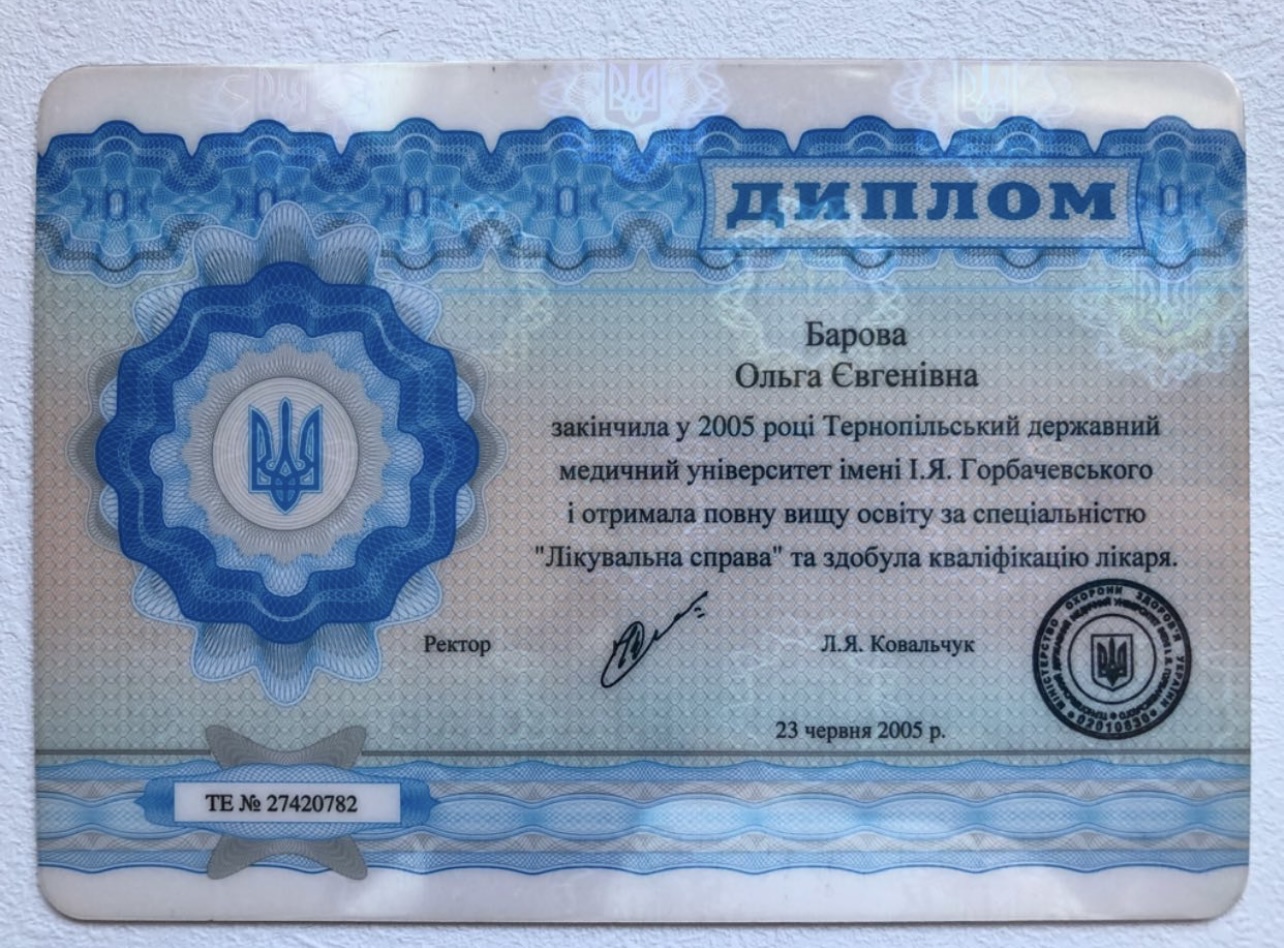 ДИПЛОМ
Барова
Ольга Євгенівна
закінчила у 2005 році Тернопільський державний
медичний університет імені І.Я. Горбачевського
і отримала повну вищу освіту за спеціальністю
"Лікувальна справа" та здобула кваліфікацію лікаря.
Ректор
Л.Я. Ковальчук
МІНІСТЕРСТВО ОХОРОНИ ЗДОРОВ'Я УКРАЇНИ
02010830
23 червня 2005 р.
ТЕ № 27420782